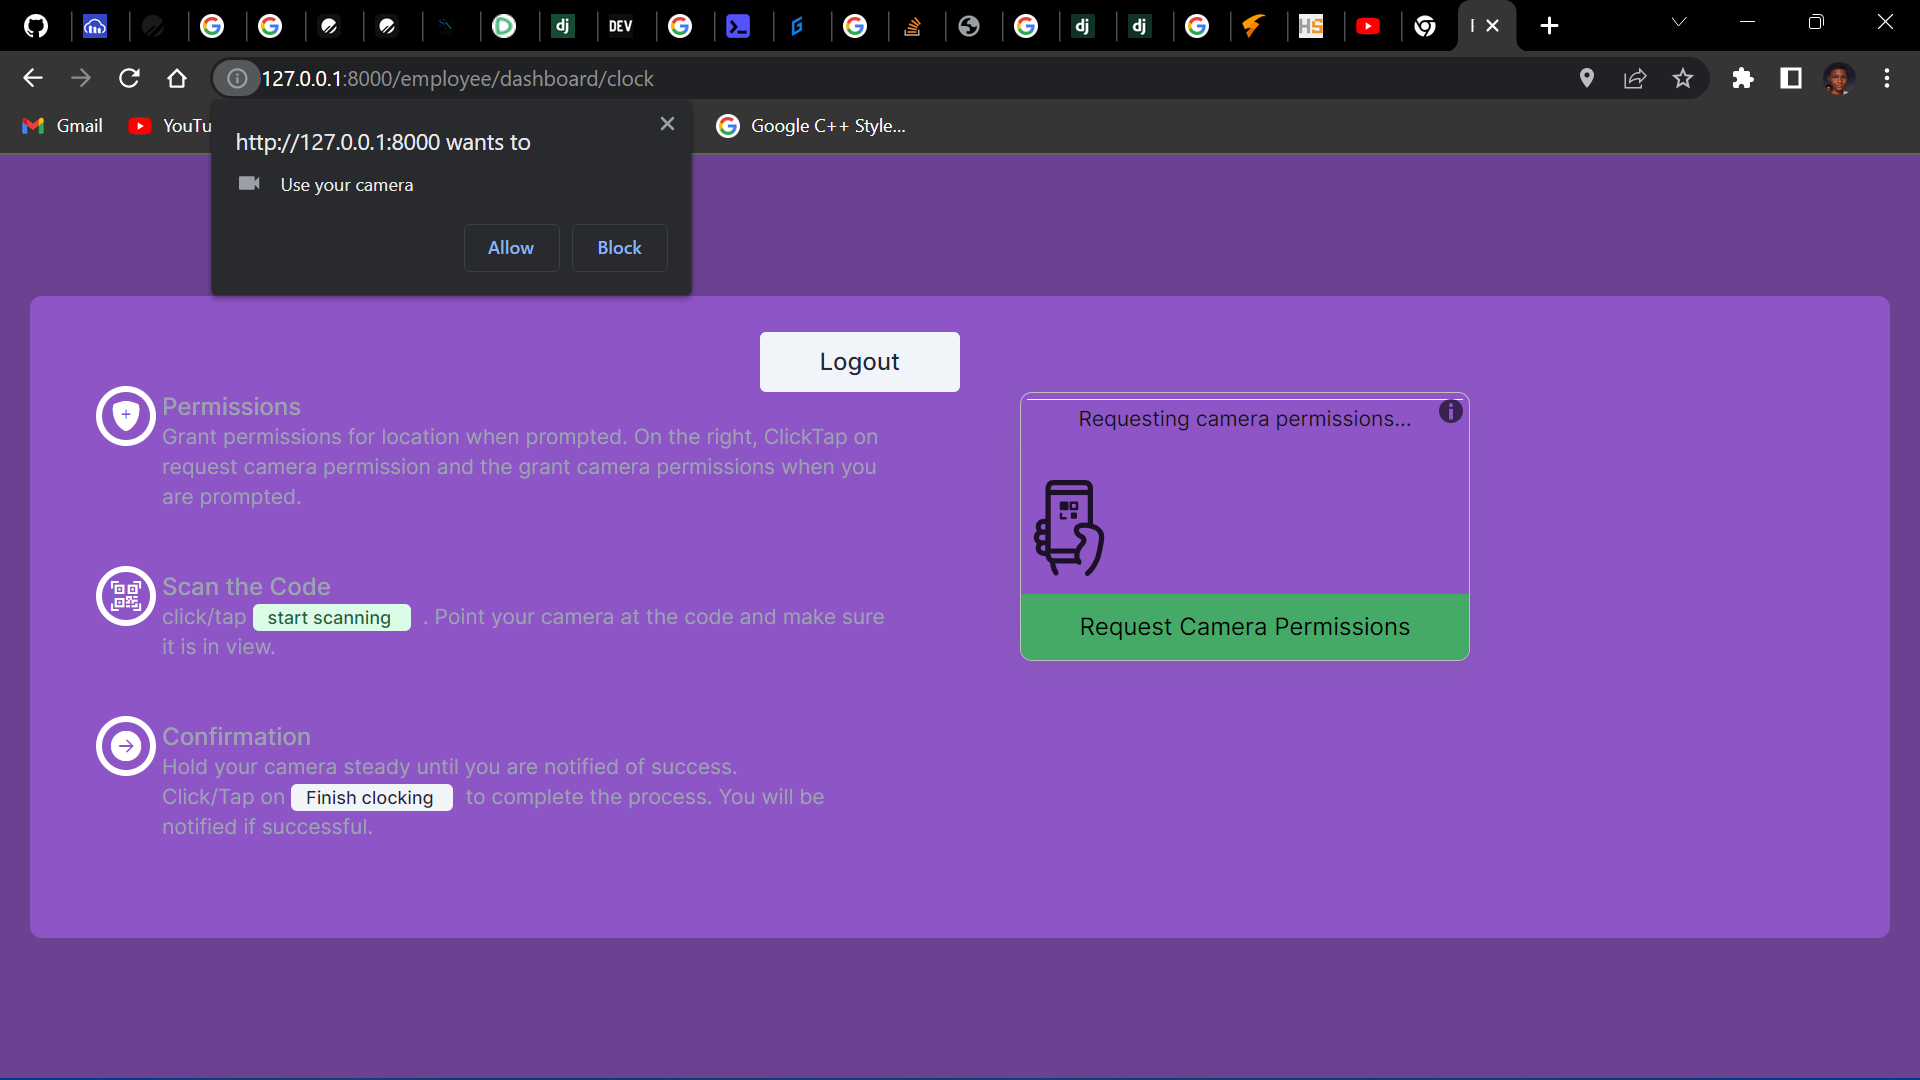 DEV
127.0.0.1:8000/employee/dashboard/clock
Gmail
YouTu
Google C++ Style...
http://127.0.0.1:8000 wants to
Use your camera
Allow
Block
Logout
Permissions
Grant permissions for location when prompted. On the right, ClickTap on
request camera permission and the grant camera permissions when you
are prompted.
Scan the Code
click/tap start scanning . Point your camera at the code and make sure
it is in view.
Confirmation
Hold your camera steady until you are notified of success.
Click/Tap on Finish clocking to complete the process. You will be
notified if successful.
Requesting camera permissions...
Request Camera Permissions